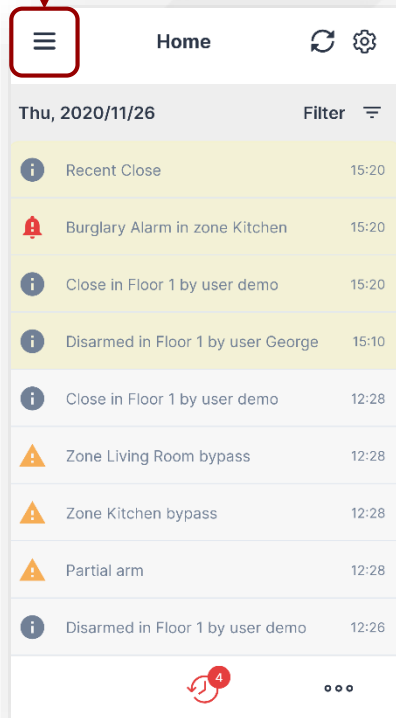 Home
Thu, 2020/11/26 Filter
Recent Close 15:20
Burglary Alarm in zone Kitchen 15:20
Close in Floor 1 by user demo 15:20
Disarmed in Floor 1 by user George 15:10
Close in Floor 1 by user demo 12:28
Zone Living Room bypass 12:28
Zone Kitchen bypass 12:28
Partial arm 12:28
Disarmed in Floor 1 by user demo 12:26
4